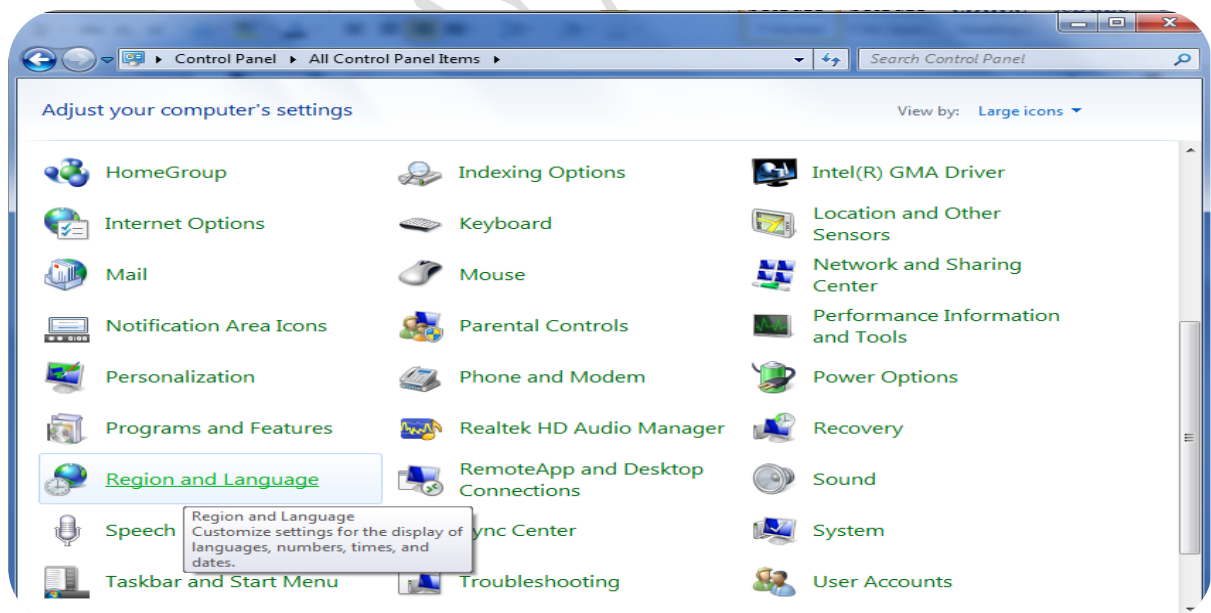 Control Panel ▸ All Control Panel Items ▸
Search Control Panel
Adjust your computer's settings
View by: Large icons
HomeGroup
Indexing Options
Intel(R) GMA Driver
Internet Options
Keyboard
Location and Other
Sensors
Mail
Mouse
Network and Sharing
Center
Notification Area Icons
Parental Controls
Performance Information
and Tools
Personalization
Phone and Modem
Power Options
Programs and Features
Realtek HD Audio Manager
Recovery
Region and Language
RemoteApp and Desktop
Connections
Sound
Region and Language
Customize settings for the display of
languages, numbers, times, and
dates.
Speech
ync Center
System
Taskbar and Start Menu
Troubleshooting
User Accounts